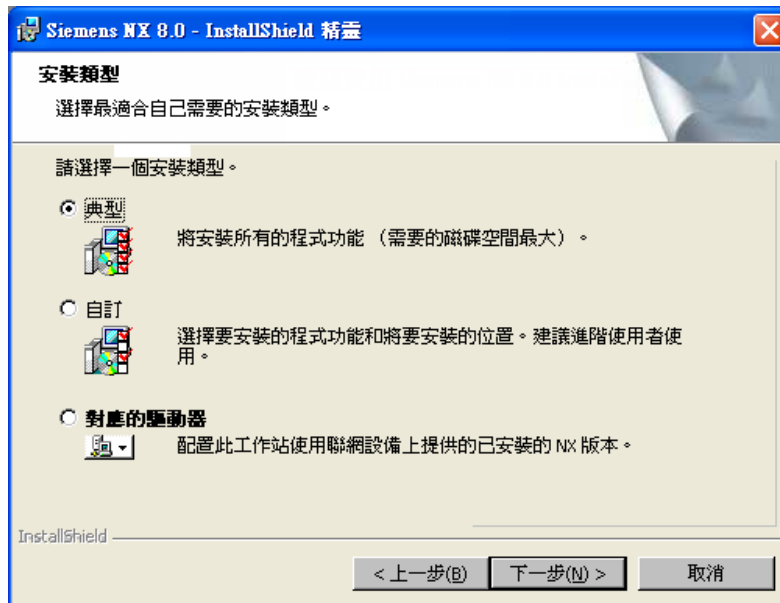 Siemens NX 8.0 - InstallShield 精靈
安裝類型
選擇最適合自己需要的安裝類型。
請選擇一個安裝類型。
典型
將安裝所有的程式功能 （需要的磁碟空間最大）。
自訂
選擇要安裝的程式功能和將要安裝的位置。建議進階使用者使
用。
對應的驅動器
配置此工作站使用聯網設備上提供的已安裝的 NX 版本。
InstallShield
< 上一步(B)
下一步(N) >
取消